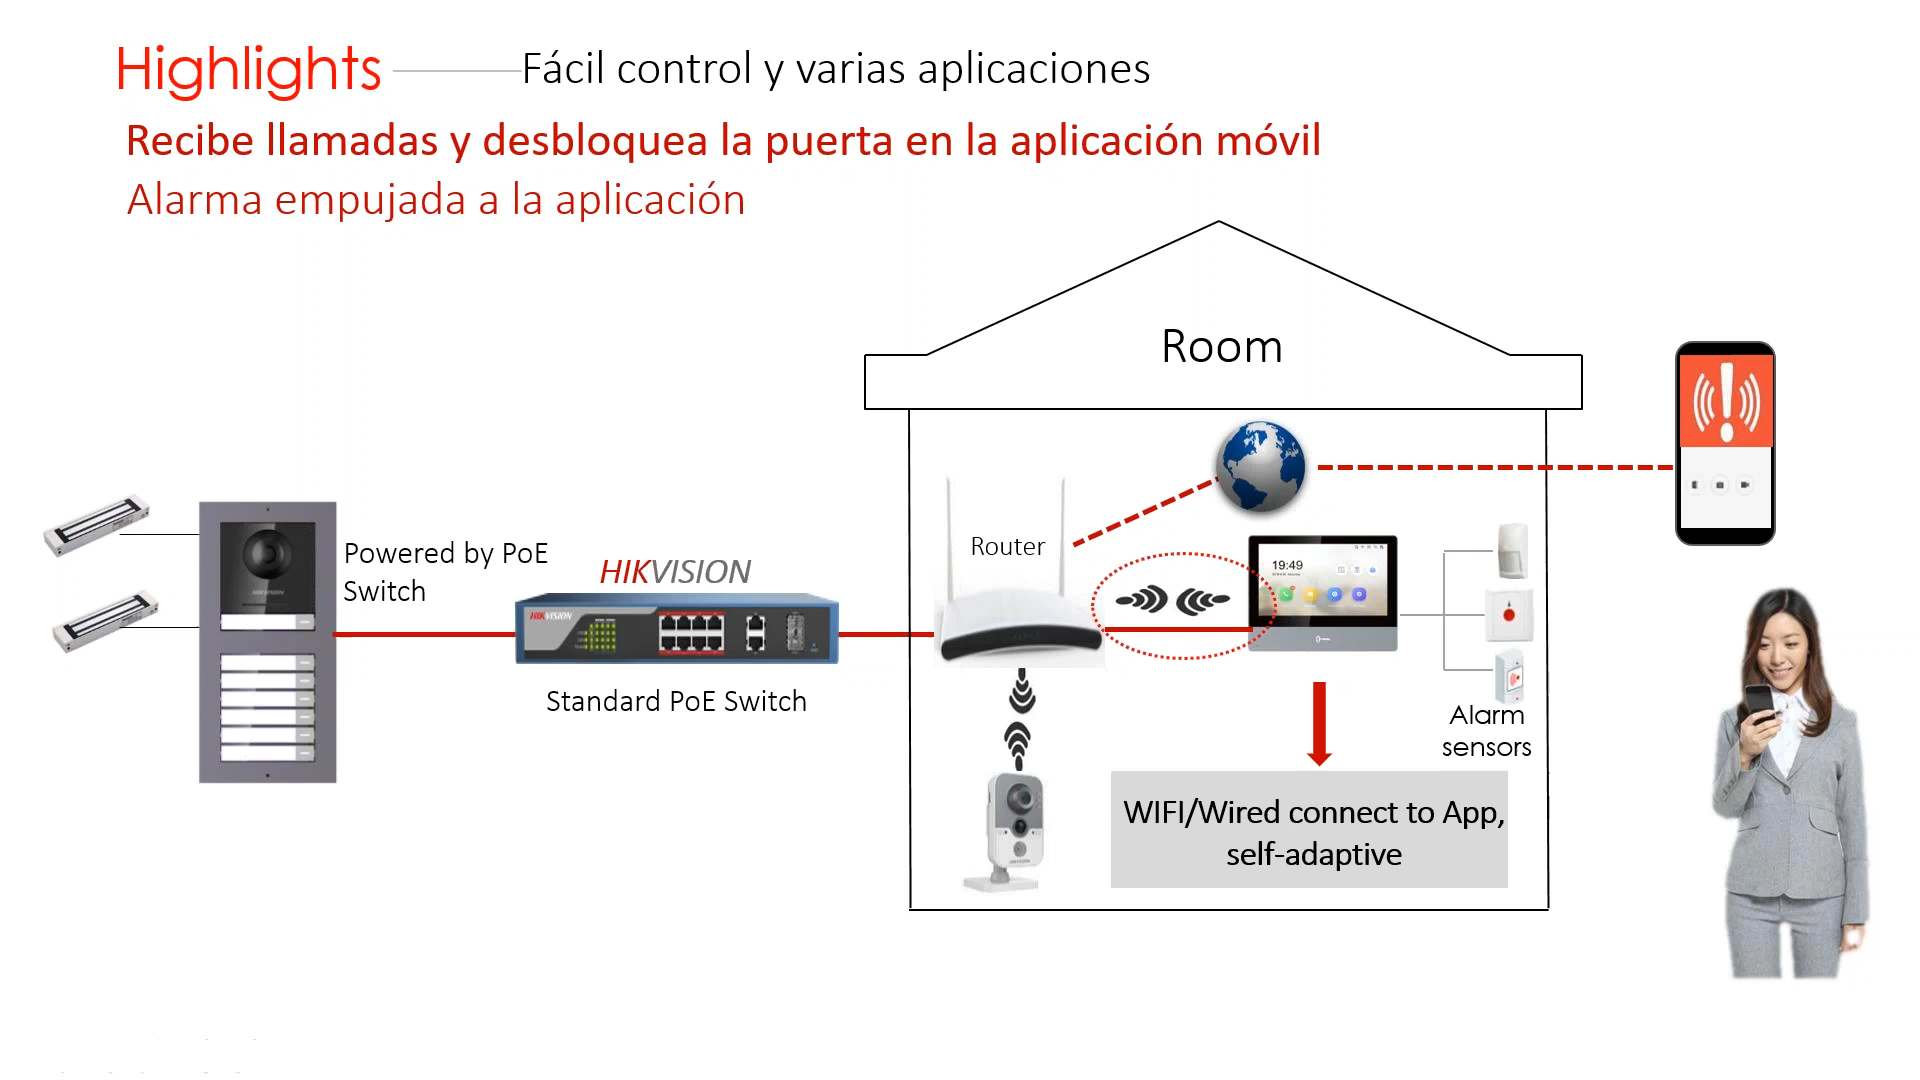 Highlights
Fácil control y varias aplicaciones
Recibe llamadas y desbloquea la puerta en la aplicación móvil
Alarma empujada a la aplicación
Room
Powered by PoE
Switch
HIKVISION
HIKVISION
HIKVISION
Standard PoE Switch
Router
19:49
Alarm
sensors
WIFI/Wired connect to App,
self-adaptive